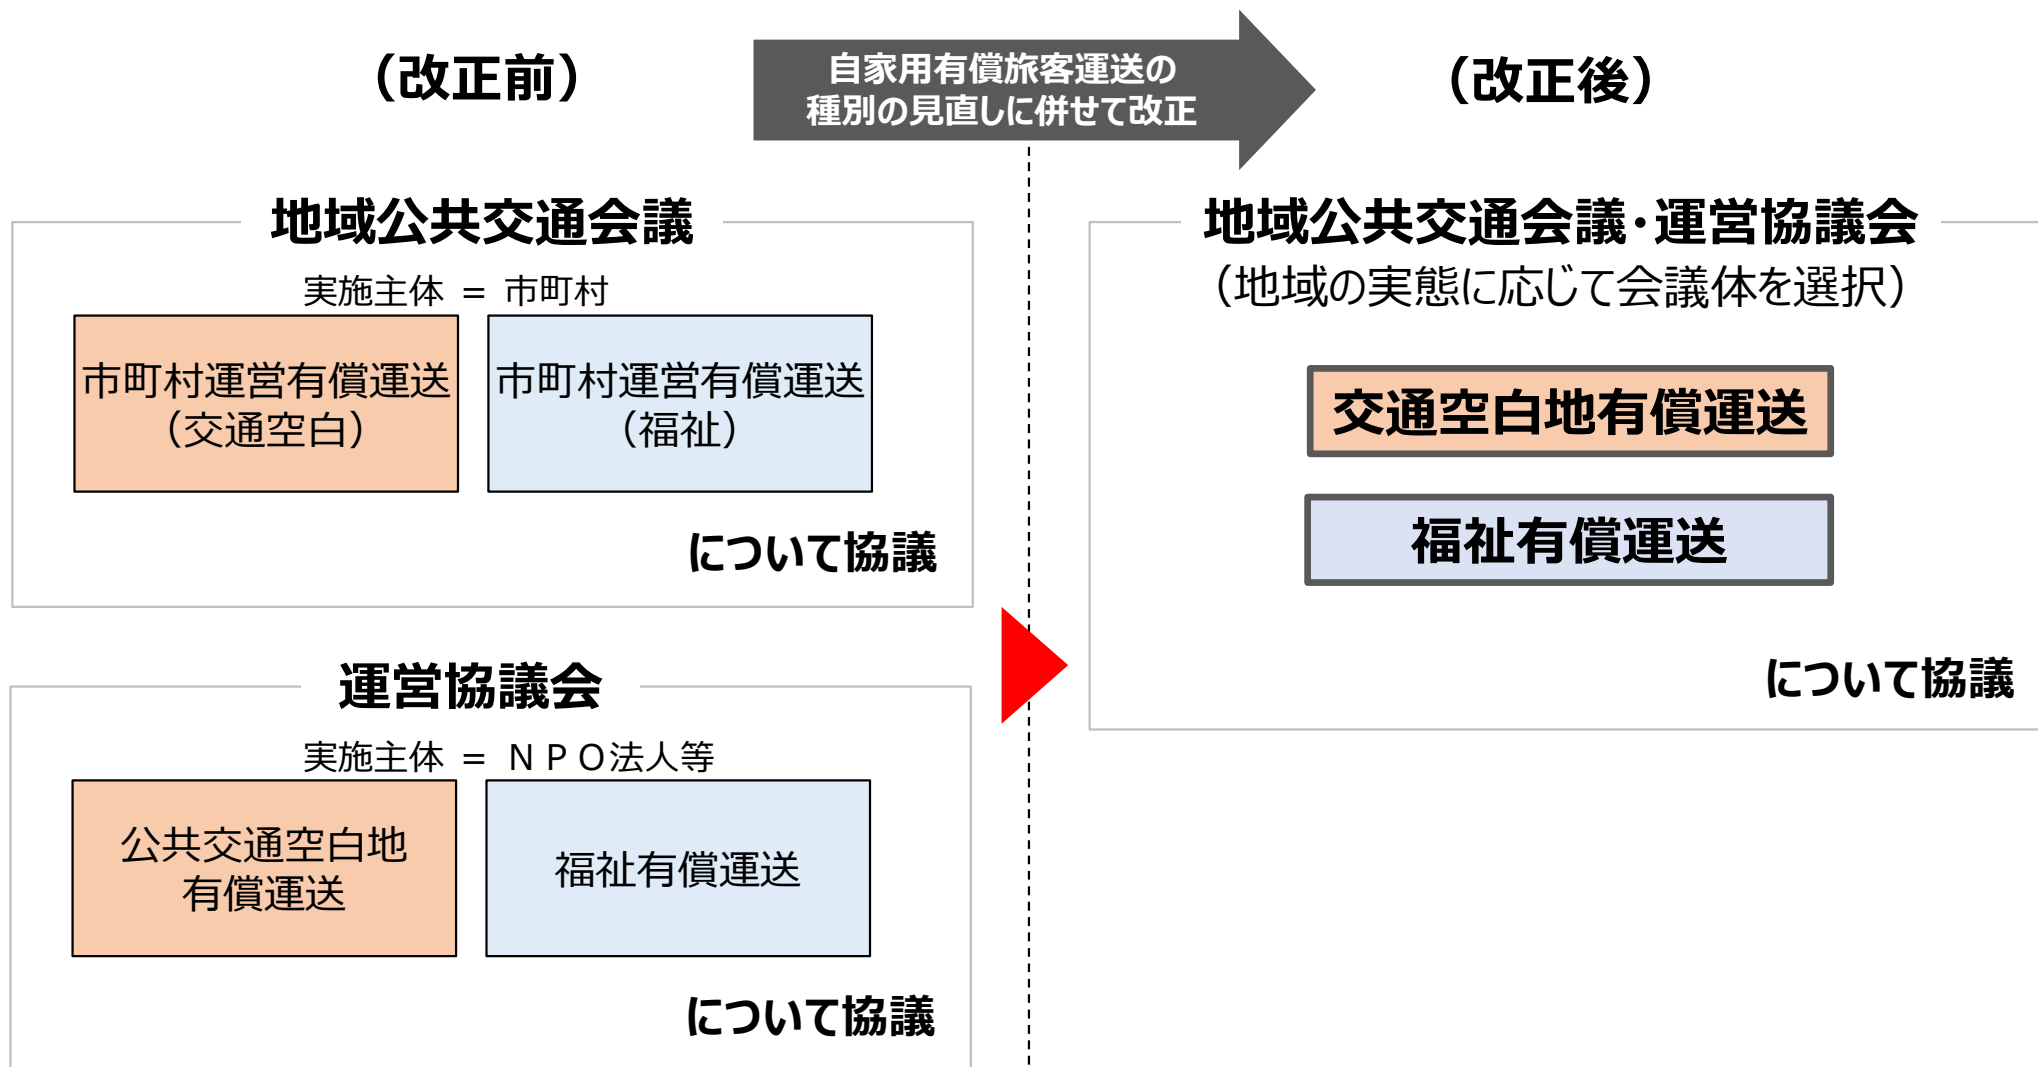 （改正前）
自家用有償旅客運送の
種別の見直しに併せて改正
（改正後）
地域公共交通会議
実施主体 ＝ 市町村
市町村運営有償運送
（交通空白）
市町村運営有償運送
（福祉）
について協議
運営協議会
実施主体 ＝ ＮＰＯ法人等
公共交通空白地
有償運送
福祉有償運送
について協議
地域公共交通会議・運営協議会
（地域の実態に応じて会議体を選択）
交通空白地有償運送
福祉有償運送
について協議